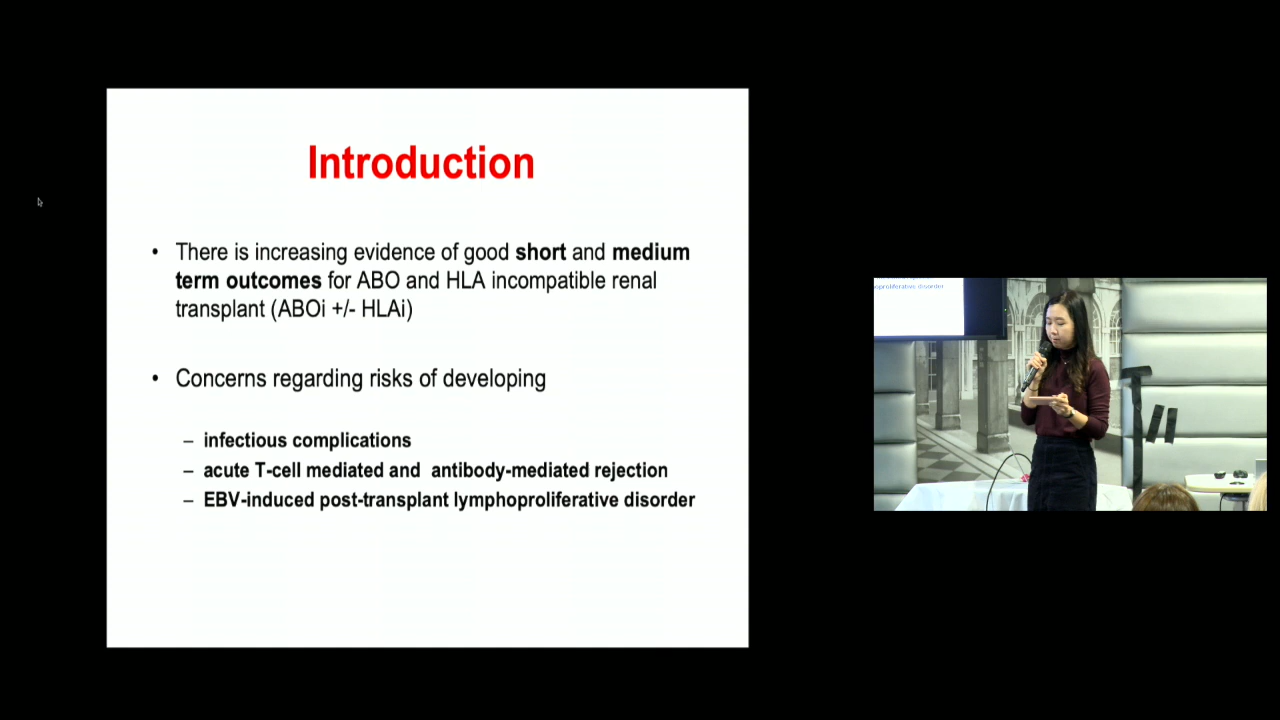 Introduction
• There is increasing evidence of good short and medium
term outcomes for ABO and HLA incompatible renal
transplant (ABOi +/- HLAi)
• Concerns regarding risks of developing
– infectious complications
– acute T-cell mediated and antibody-mediated rejection
– EBV-induced post-transplant lymphoproliferative disorder
oproliferative disorder